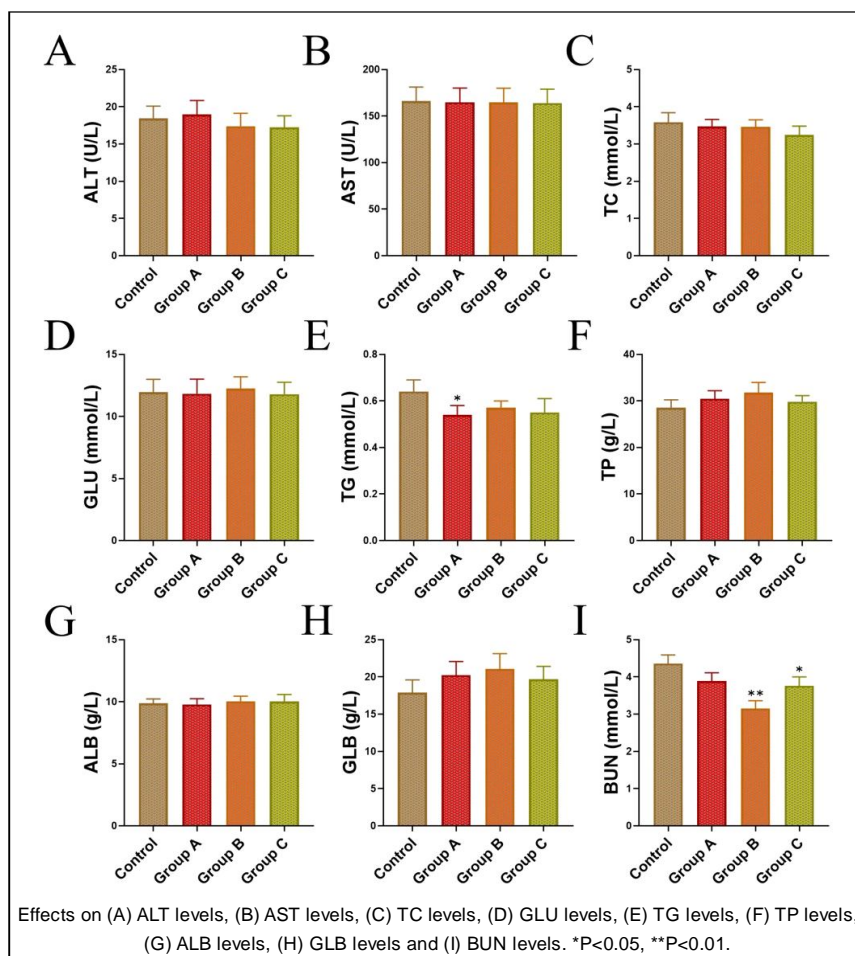 A
B
C
ALT (U/L)
25
20
15
10
5
0
Control
Group A
Group B
Group C
AST (U/L)
200
150
100
50
0
Control
Group A
Group B
Group C
TC (mmol/L)
5
4
3
2
1
0
Control
Group A
Group B
Group C
D
E
F
GLU (mmol/L)
15
10
5
0
Control
Group A
Group B
Group C
TG (mmol/L)
0.8
0.6
0.4
0.2
0.0
*
Control
Group A
Group B
Group C
TP (g/L)
40
30
20
10
0
Control
Group A
Group B
Group C
G
H
I
ALB (g/L)
15
10
5
0
Control
Group A
Group B
Group C
GLB (g/L)
25
20
15
10
5
0
Control
Group A
Group B
Group C
BUN (mmol/L)
5
4
3
2
1
0
**
*
Control
Group A
Group B
Group C
Effects on (A) ALT levels, (B) AST levels, (C) TC levels, (D) GLU levels, (E) TG levels, (F) TP levels,
(G) ALB levels, (H) GLB levels and (I) BUN levels. *P<0.05, **P<0.01.